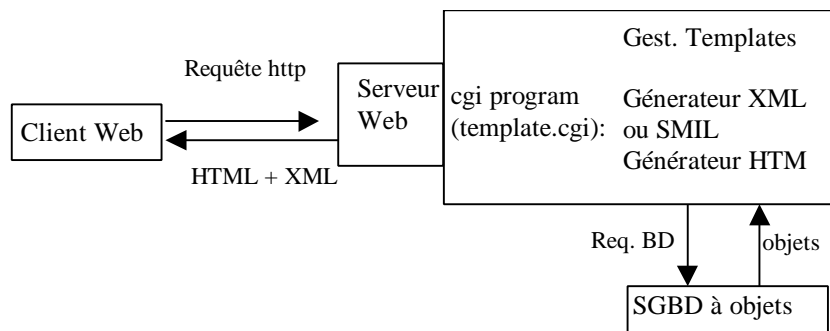 Gest. Templates
Requête http
Serveur
Web
cgi program
(template.cgi):
Génerateur XML
ou SMIL
Générateur HTM
Client Web
HTML + XML
Req. BD
objets
SGBD à objets